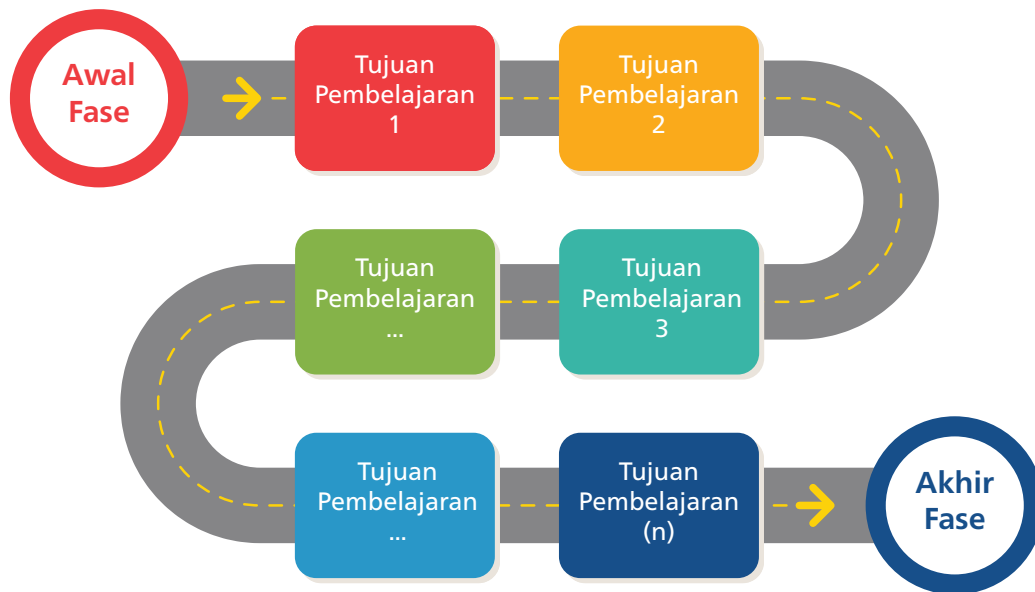 Awal
Fase
Tujuan
Pembelajaran
1
Tujuan
Pembelajaran
2
Tujuan
Pembelajaran
3
Tujuan
Pembelajaran
...
Tujuan
Pembelajaran
...
Tujuan
Pembelajaran
(n)
Akhir
Fase